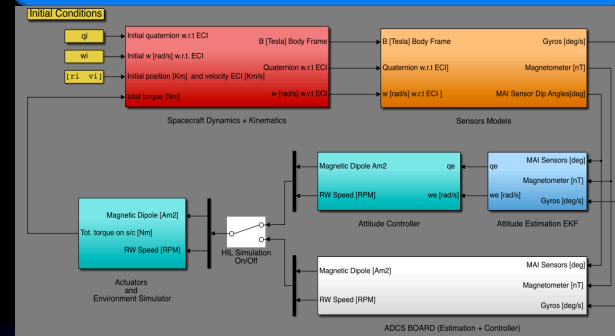 Initial Conditions
qi
wi
[ri vi]
Initial quaternion w.r.t ECI
Initial w [rad/s] w.r.t. ECI
Initial position [Km] and velocity ECI [Km/s]
total torque [Nm]
B [Tesla] Body Frame
Quaternion w.r.t ECI
w [rad/s] w.r.t ECI
Spacecraft Dynamics + Kinematics
B [Tesla] Body Frame
Quaternion w.r.t ECI]
w [rad/s] w.r.t ECI ]
Gyros [deg/s]
Magnetometer [nT]
MAI Sensor Dip Angles[deg]
Sensors Models
Magnetic Dipole Am2
RW Speed [RPM]
qe
we [rad/s]
Attitude Controller
qe
we [rad/s]
MAI Sensors [deg]
Magnetometer [nT]
Gyros [deg/s]
Attitude Estimation EKF
Magnetic Dipole [Am2]
Tot. torque on s/c [Nm]
RW Speed [RPM]
Actuators
and
Environment Simulator
HIL Simulation
On/Off
Magnetic Dipole [Am2]
RW Speed [RPM]
MAI Sensors [deg]
Magnetometer [nT]
Gyros [deg/s]
ADCS BOARD (Estimation + Controller)